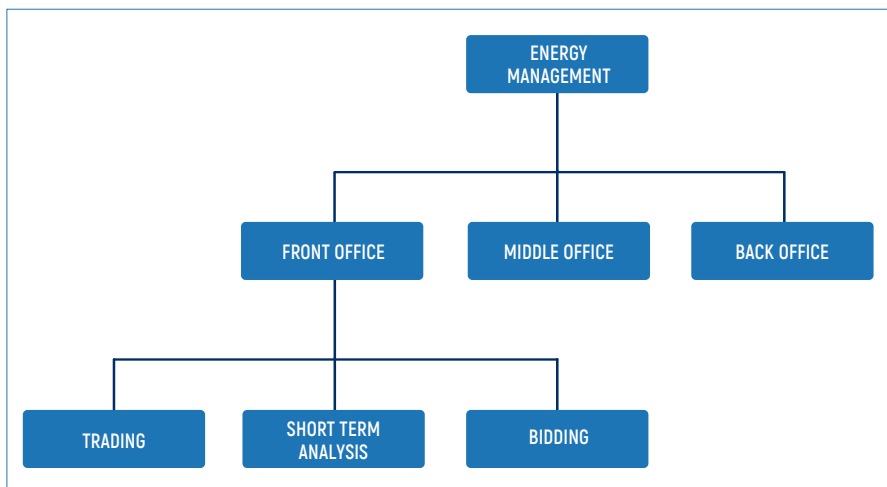 ENERGY
MANAGEMENT
FRONT OFFICE
MIDDLE OFFICE
BACK OFFICE
TRADING
SHORT TERM
ANALYSIS
BIDDING